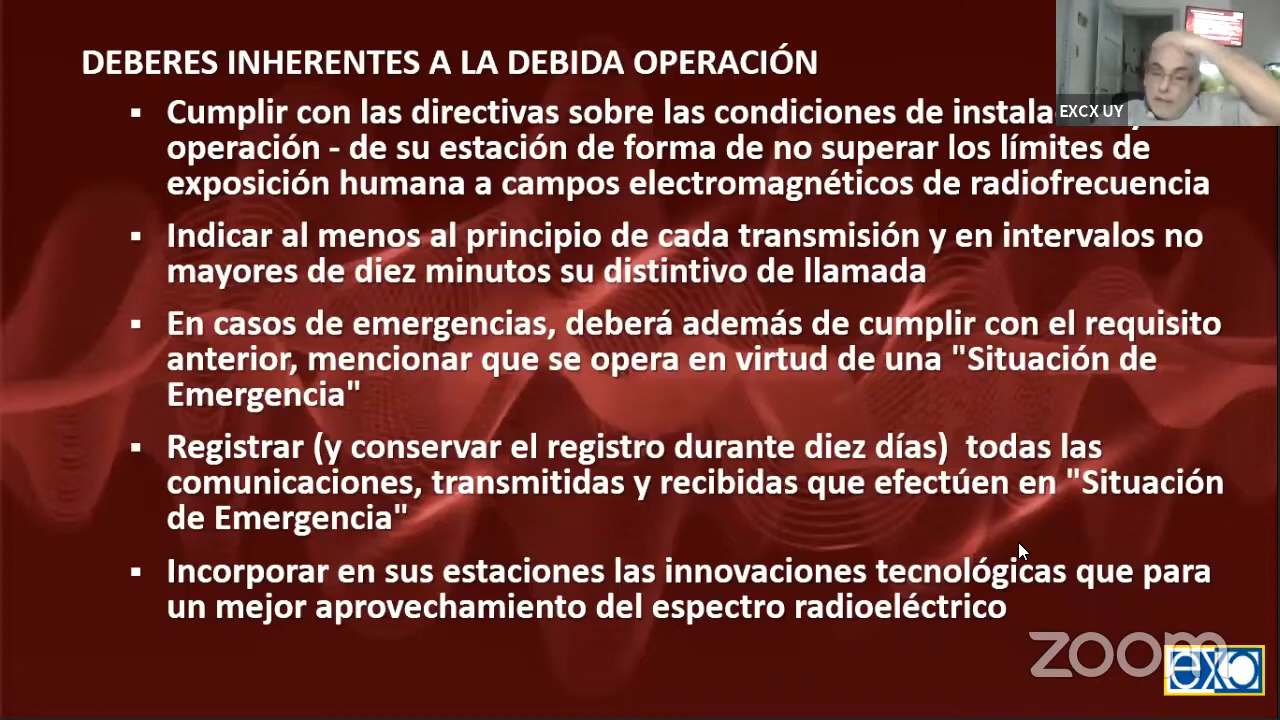 DEBERES INHERENTES A LA DEBIDA OPERACIÓN
▪ Cumplir con las directivas sobre las condiciones de
operación - de su estación de forma de no superar los límites de
exposición humana a campos electromagnéticos de radiofrecuencia
▪ Indicar al menos al principio de cada transmisión y en intervalos no
mayores de diez minutos su distintivo de llamada
▪ En casos de emergencias, deberá además de cumplir con el requisito
anterior, mencionar que se opera en virtud de una "Situación de
Emergencia"
▪ Registrar (y conservar el registro durante diez días) todas las
comunicaciones, transmitidas y recibidas que efectúen en "Situación
de Emergencia"
▪ Incorporar en sus estaciones las innovaciones tecnológicas que para
un mejor aprovechamiento del espectro radioeléctrico
EXCX UY
zoom